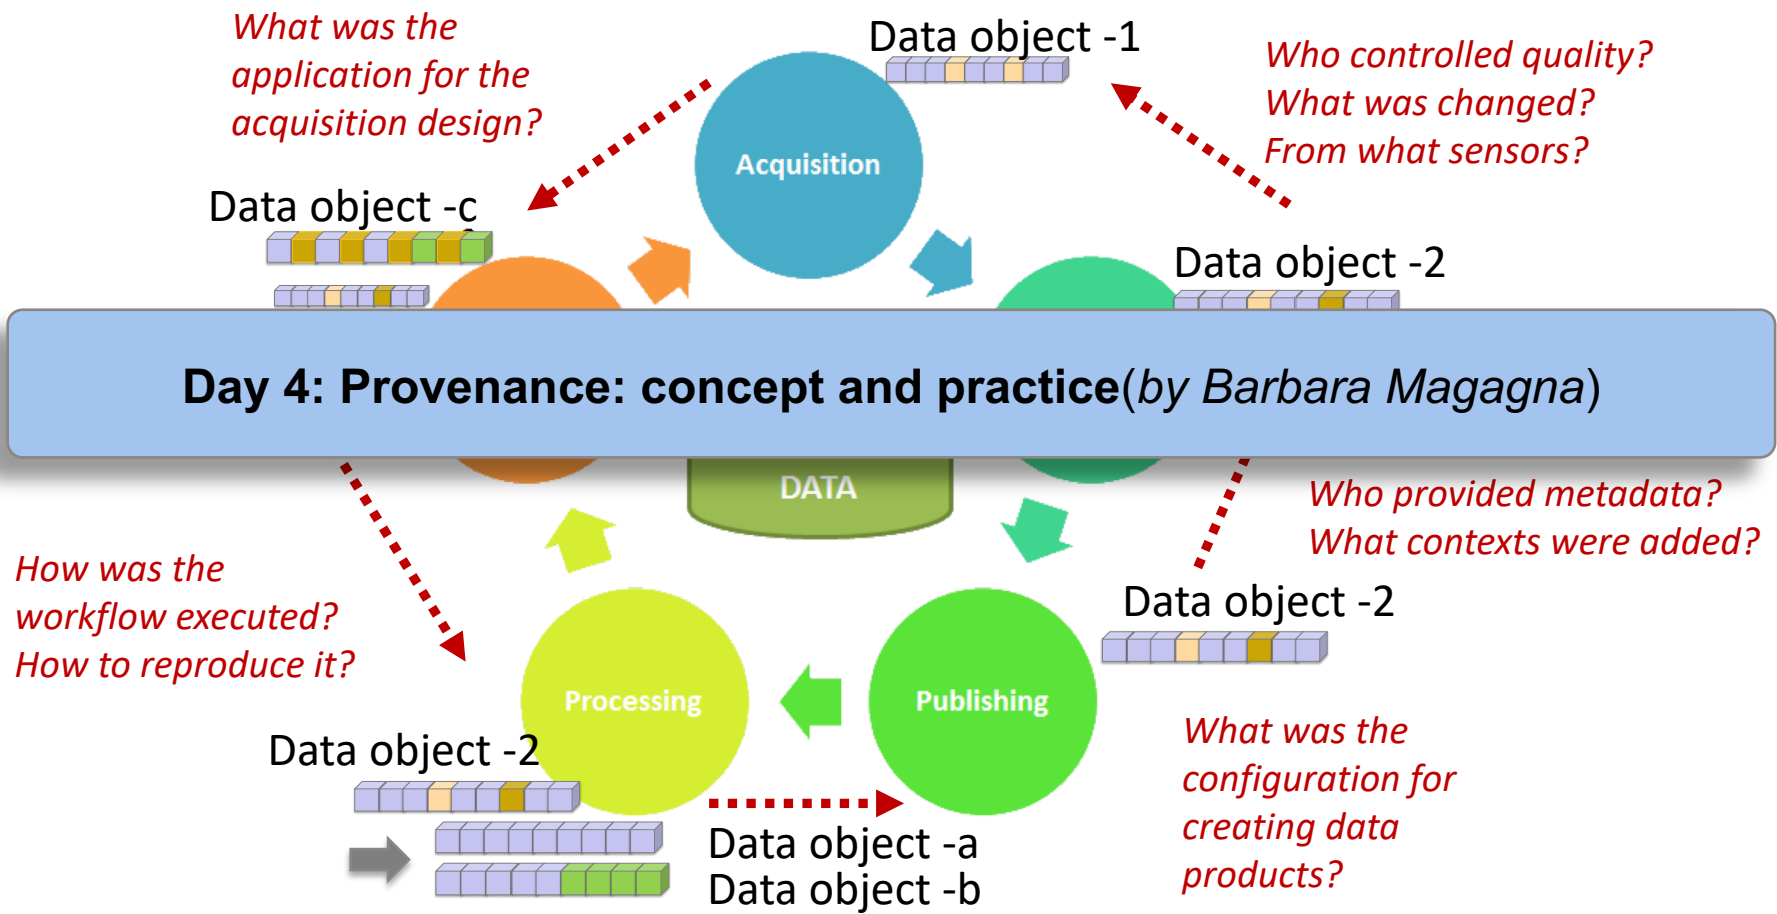 What was the
application for the
acquisition design?
Data object -1
Who controlled quality?
What was changed?
From what sensors?
Acquisition
Data object -c
Data object -2
Day 4: Provenance: concept and practice(by Barbara Magagna)
DATA
Who provided metadata?
What contexts were added?
How was the
workflow executed?
How to reproduce it?
Data object -2
Processing
Publishing
Data object -2
What was the
configuration for
creating data
products?
Data object -a
Data object -b